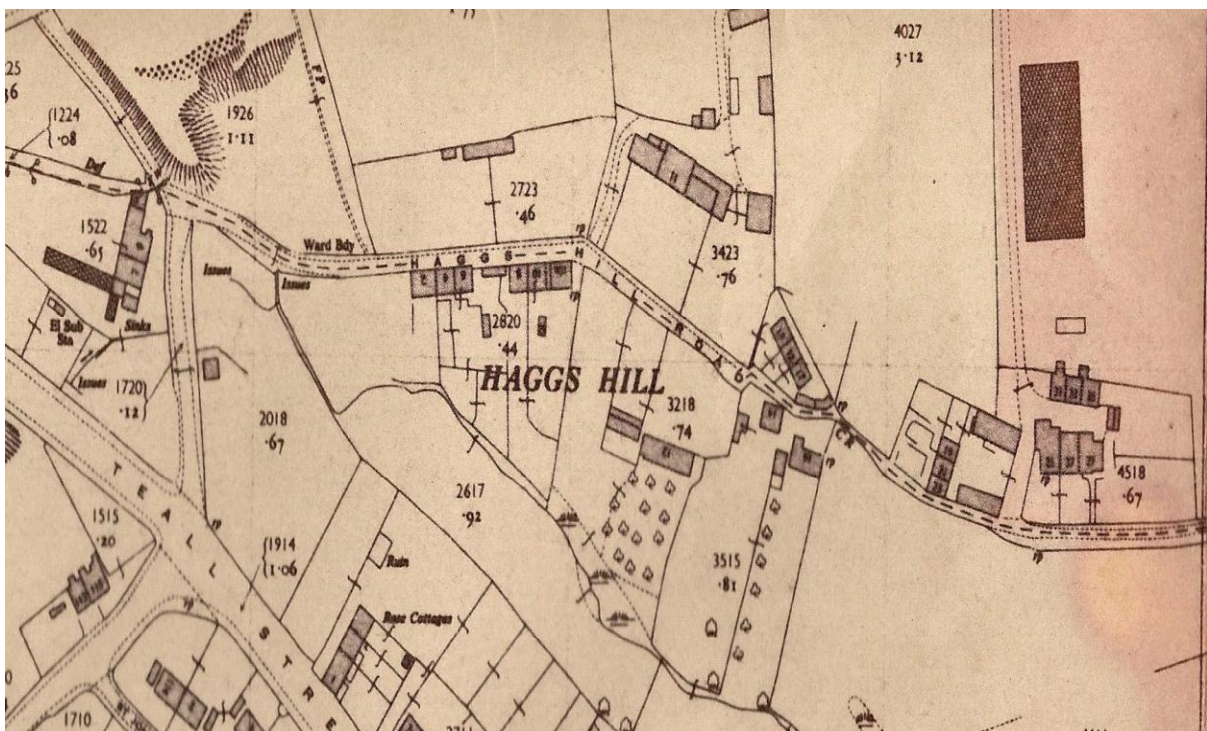 4027
3·12
F P
1926
1·11
1224
·08
Def
1522
·65
2723
·46
3423
·76
Ward Bdy
HAGGS HILL ROAD
Issues
Issues
El Sub
Sta
Sinks
Issues
1720
·12
2820
·44
HAGGS HILL
2018
·67
3218
·74
CR
2617
·92
4518
·67
TEALL STRE
1515
·20
1914
1·06
Ruin
Rose Cottages
3515
·81
1710